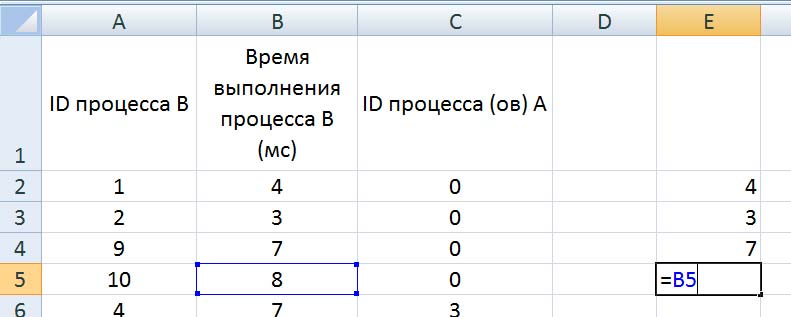 A B C D E
1 ID процесса B Время выполнения процесса B (мс) ID процесса (ов) A
2 1 4 0 4
3 2 3 0 3
4 9 7 0 7
5 10 8 0 =B5
6 4 7 3